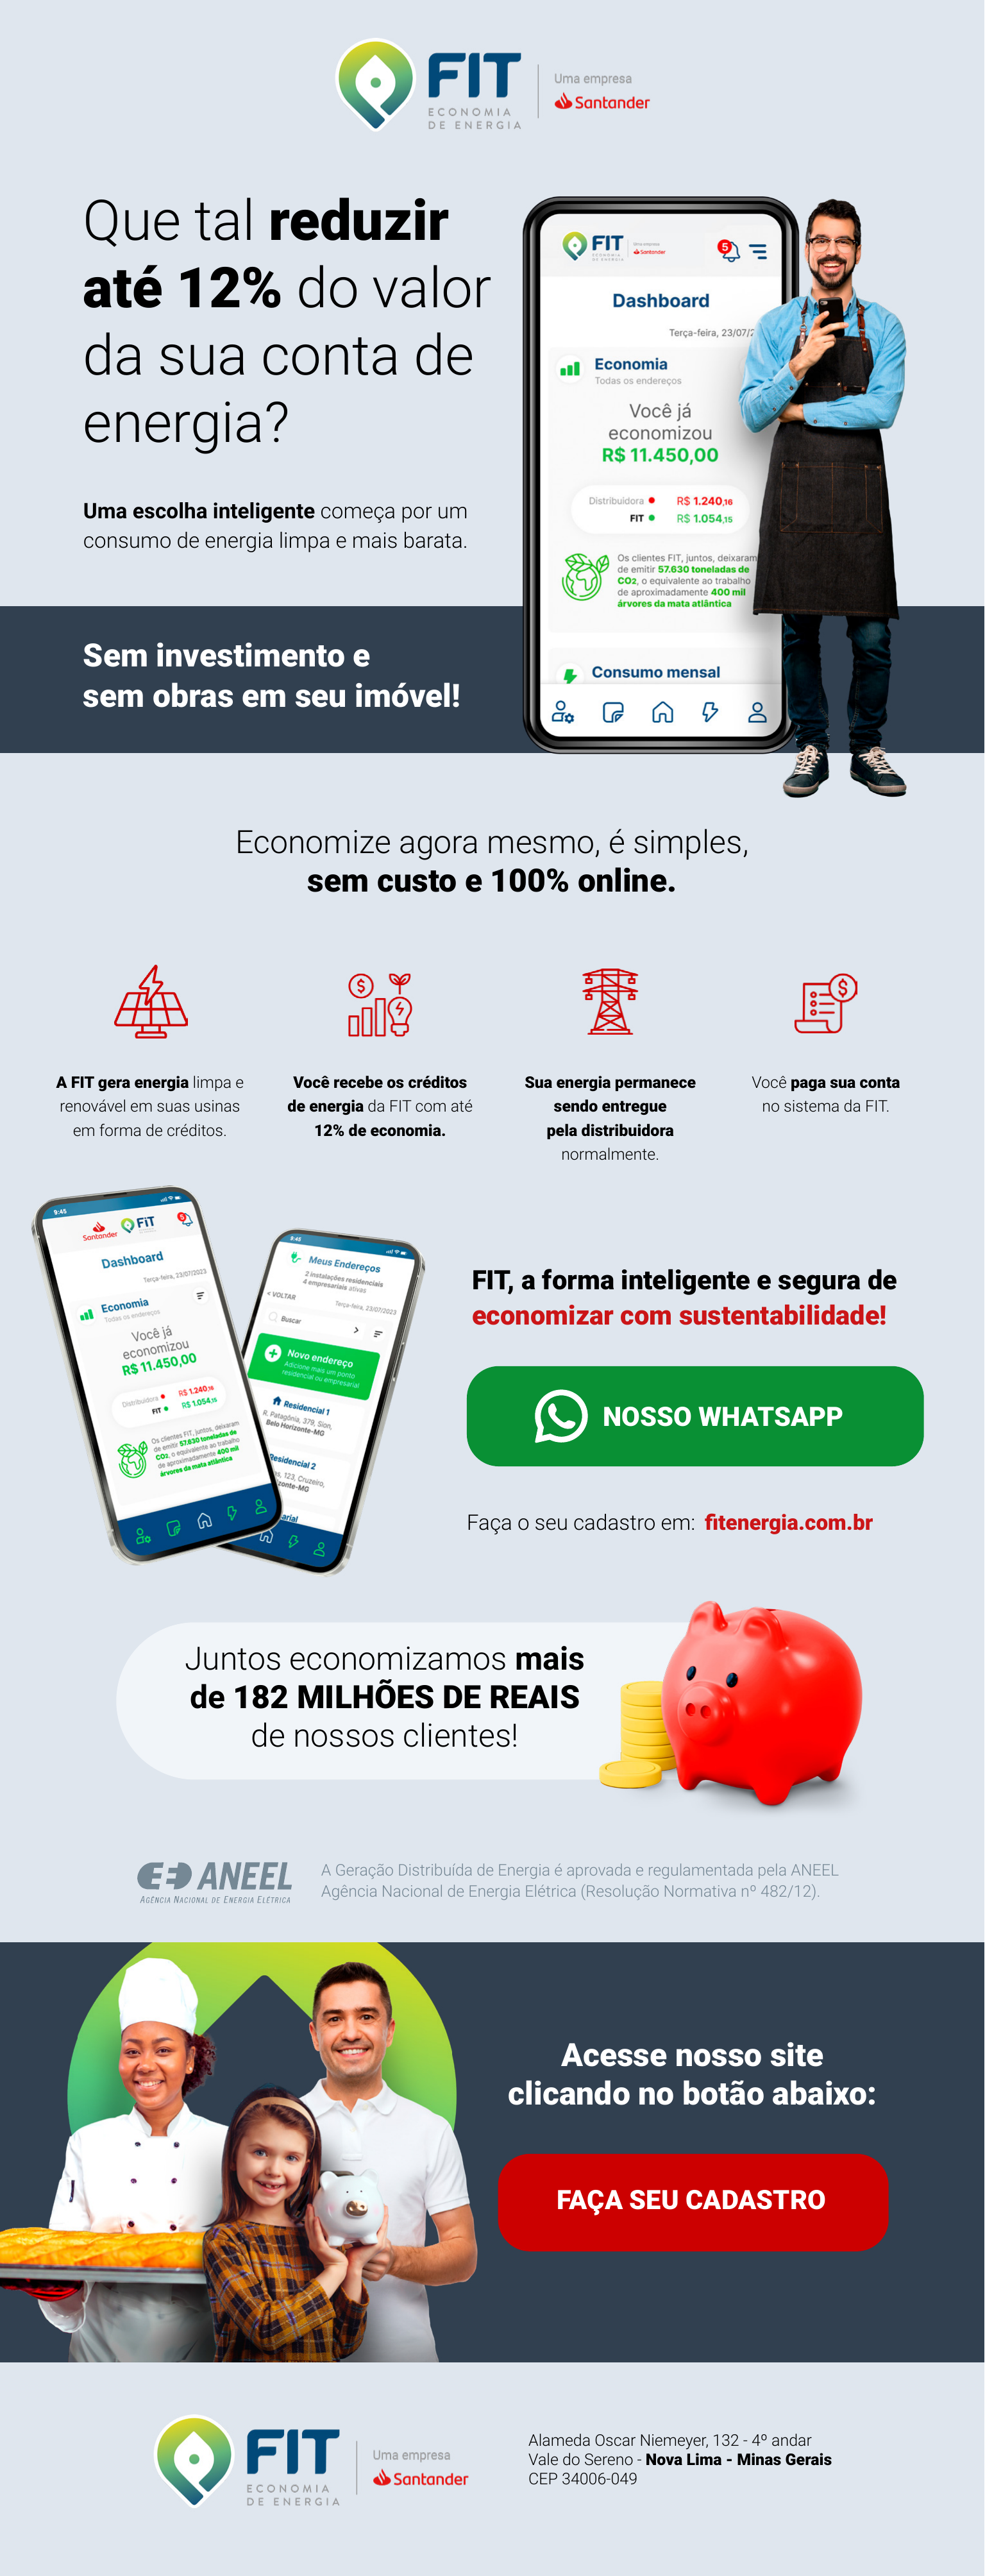 FIT
ECONOMIA
DE ENERGIA
Uma empresa
Santander
Que tal reduzir
até 12% do valor
da sua conta de
energia?
Uma escolha inteligente começa por um
consumo de energia limpa e mais barata.
Sem investimento e
sem obras em seu imóvel!
FIT
ECONOMIA
DE ENERGIA
Uma empresa
Santander
5
Dashboard
Terça-feira, 23/07/2
Economia
Todas os endereços
Você já
economizou
R$ 11.450,00
Distribuidora R$ 1.240,16
FIT R$ 1.054,15
Os clientes FIT, juntos, deixaram
de emitir 57.630 toneladas de
CO2, o equivalente ao trabalho
de aproximadamente 400 mil
árvores da mata atlântica
Consumo mensal
Economize agora mesmo, é simples,
sem custo e 100% online.
A FIT gera energia limpa e
renovável em suas usinas
em forma de créditos.
Você recebe os créditos
de energia da FIT com até
12% de economia.
Sua energia permanece
sendo entregue
pela distribuidora
normalmente.
Você paga sua conta
no sistema da FIT.
9:45
Santander
FIT
5
Dashboard
Terça-feira, 23/07/2023
Economia
Todas os endereços
Você já
economizou
R$ 11.450,00
Distribuidora R$ 1.240,16
FIT R$ 1.054,15
Os clientes FIT, juntos, deixaram
de emitir 57.630 toneladas de
CO2, o equivalente ao trabalho
de aproximadamente 400 mil
árvores da mata atlântica
9:45
Meus Endereços
2 instalações residenciais
4 empresariais ativas
< VOLTAR
Terça-feira, 23/07/2023
Buscar
Novo endereço
Adicione mais um ponto
residencial ou empresarial
Residencial 1
R. Patagônia, 379, Sion,
Belo Horizonte-MG
Residencial 2
123, Cruzeiro,
zonte-MG
arial
FIT, a forma inteligente e segura de
economizar com sustentabilidade!
NOSSO WHATSAPP
Faça o seu cadastro em: fitenergia.com.br
Juntos economizamos mais
de 182 MILHÕES DE REAIS
de nossos clientes!
ANEEL
AGÊNCIA NACIONAL DE ENERGIA ELÉTRICA
A Geração Distribuída de Energia é aprovada e regulamentada pela ANEEL
Agência Nacional de Energia Elétrica (Resolução Normativa nº 482/12).
Acesse nosso site
clicando no botão abaixo:
FAÇA SEU CADASTRO
FIT
ECONOMIA
DE ENERGIA
Uma empresa
Santander
Alameda Oscar Niemeyer, 132 - 4º andar
Vale do Sereno - Nova Lima - Minas Gerais
CEP 34006-049